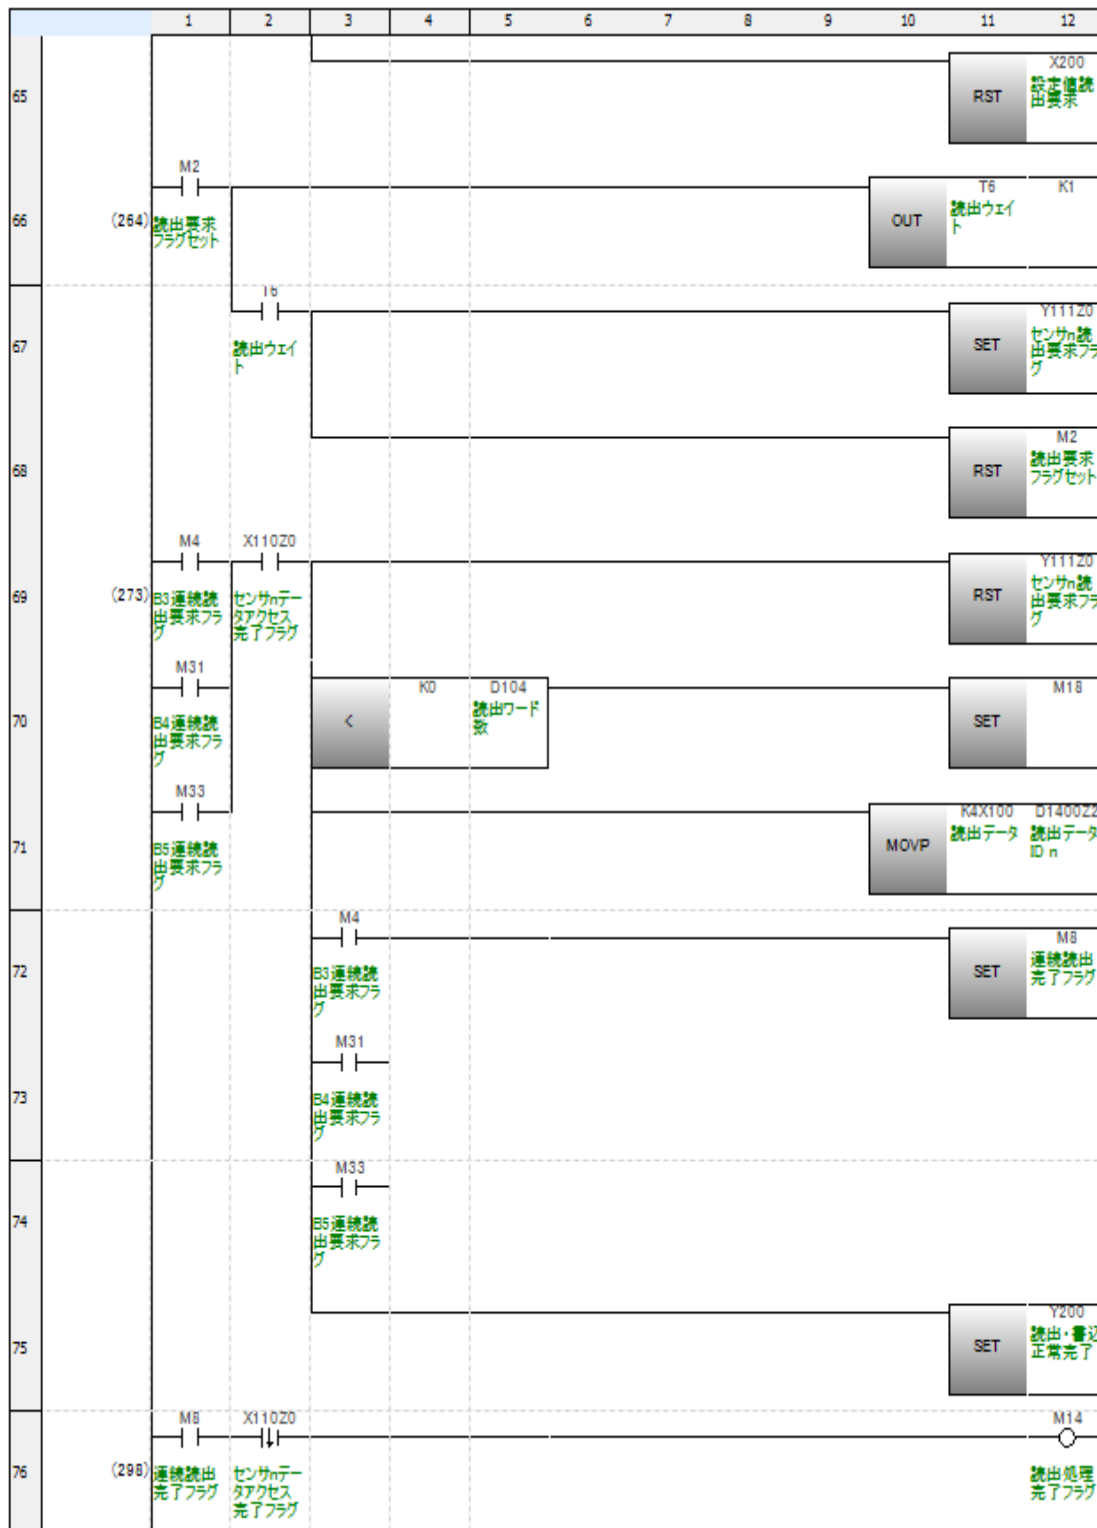 1 2 3 4 5 6 7 8 9 10 11 12
X200
65 RST 設定値読
出要求
M2 T6 K1
66 (264) 読出要求
フラグセット
OUT 読出ウェイ
ト
T6 Y111Z0
67 読出ウェイ
ト
SET センサn読
出要求フラ
グ
M2
68 RST 読出要求
フラグセット
M4 X110Z0 Y111Z0
69 (273) B3連続読
出要求フラ
グ
センサnデー
タアクセス
完了フラグ
RST センサn読
出要求フラ
グ
M31 K0 D104 M18
70 B4連続読
出要求フラ
グ
< 読出ワード
数
SET
M33 K4X100 D1400Z2
71 B5連続読
出要求フラ
グ
MOVP 読出データ 読出データ
ID n
M4 M8
72 B3連続読
出要求フラ
グ
SET 連続読出
完了フラグ
M31
73 B4連続読
出要求フラ
グ
M33
74 B5連続読
出要求フラ
グ
Y200
75 SET 読出・書込
正常完了
M8 X110Z0 M14
76 (298) 連続読出
完了フラグ
センサnデー
タアクセス
完了フラグ
読出処理
完了フラグ